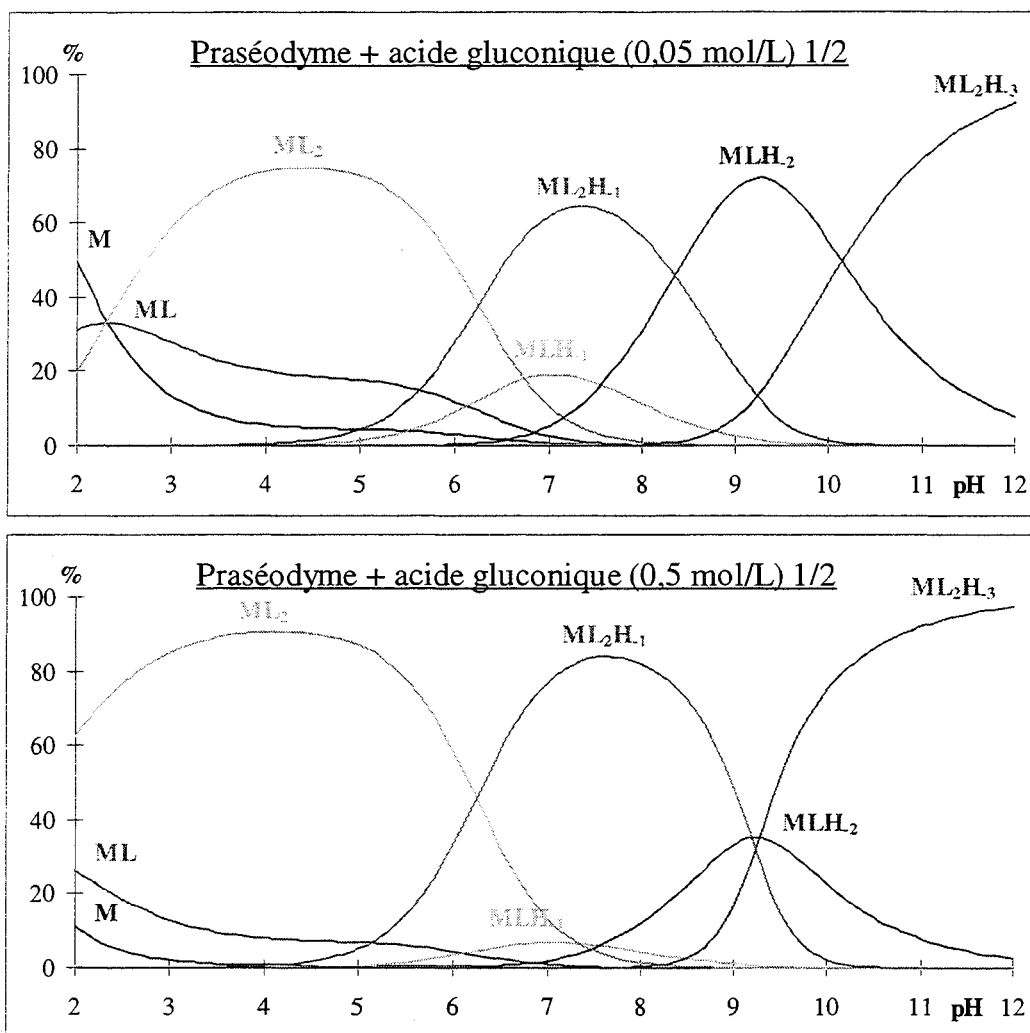 %
Praséodyme + acide gluconique (0,05 mol/L) 1/2
100
80
60
40
20
0
M
ML
ML₂
ML₂H₋₁
MLH₋₁
MLH₋₂
ML₂H₋₃
2 3 4 5 6 7 8 9 10 11 pH 12
%
Praséodyme + acide gluconique (0,5 mol/L) 1/2
100
80
60
40
20
0
ML₂
ML
M
ML₂H₋₁
MLH₋₁
MLH₋₂
ML₂H₋₃
2 3 4 5 6 7 8 9 10 11 pH 12